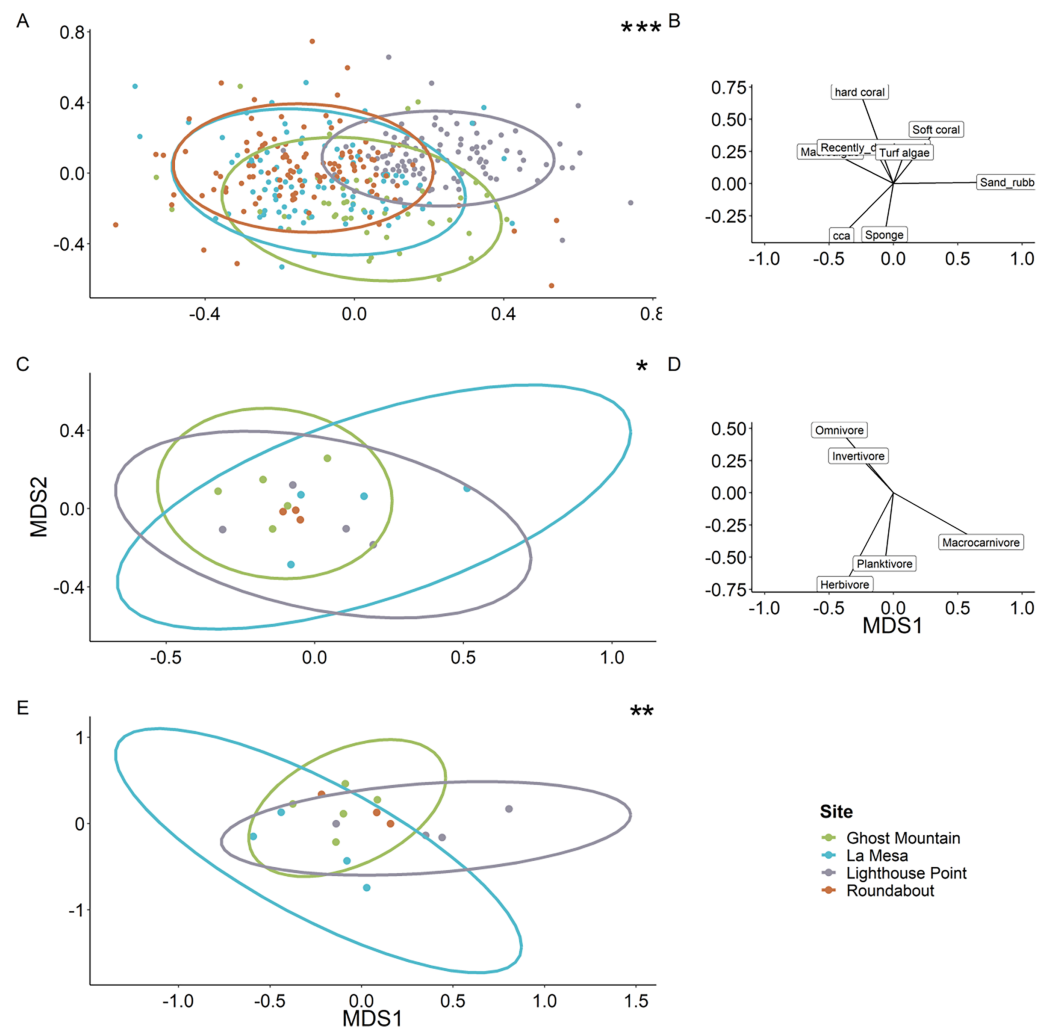 A
***
B
0.8
0.4
0.0
-0.4
-0.4
0.0
0.4
0.8
0.75
0.50
0.25
0.00
-0.25
hard coral
Soft coral
Turf algae
Sand_rubb
cca
Sponge
-1.0
-0.5
0.0
0.5
1.0
C
*
D
MDS2
0.4
0.0
-0.4
-0.5
0.0
0.5
1.0
0.50
0.25
0.00
-0.25
-0.50
-0.75
Omnivore
Invertivore
Macrocarnivore
Planktivore
Herbivore
-1.0
-0.5
0.0
0.5
1.0
MDS1
E
**
1
0
-1
-1.0
-0.5
0.0
0.5
1.0
1.5
MDS1
Site
Ghost Mountain
La Mesa
Lighthouse Point
Roundabout